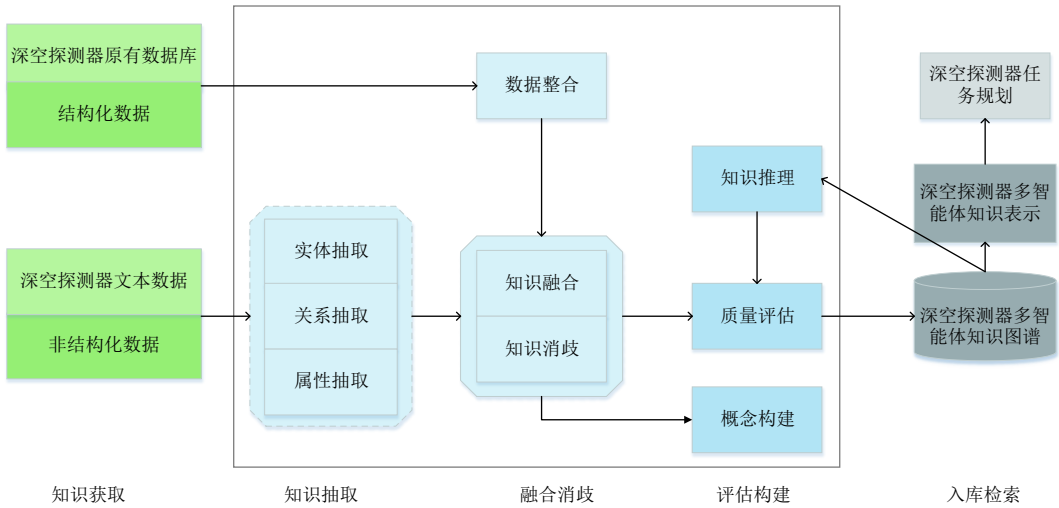 深空探测器原有数据库
结构化数据
数据整合
深空探测器任
务规划
知识推理
深空探测器多智
能体知识表示
深空探测器文本数据
非结构化数据
实体抽取
关系抽取
属性抽取
知识融合
知识消歧
质量评估
深空探测器多智
能体知识图谱
概念构建
知识获取
知识抽取
融合消歧
评估构建
入库检索